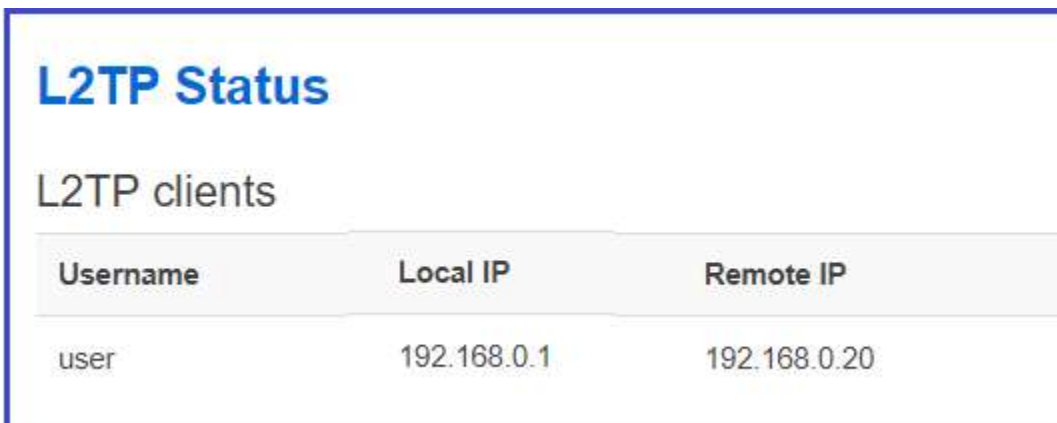 L2TP Status
L2TP clients
Username Local IP Remote IP
user 192.168.0.1 192.168.0.20